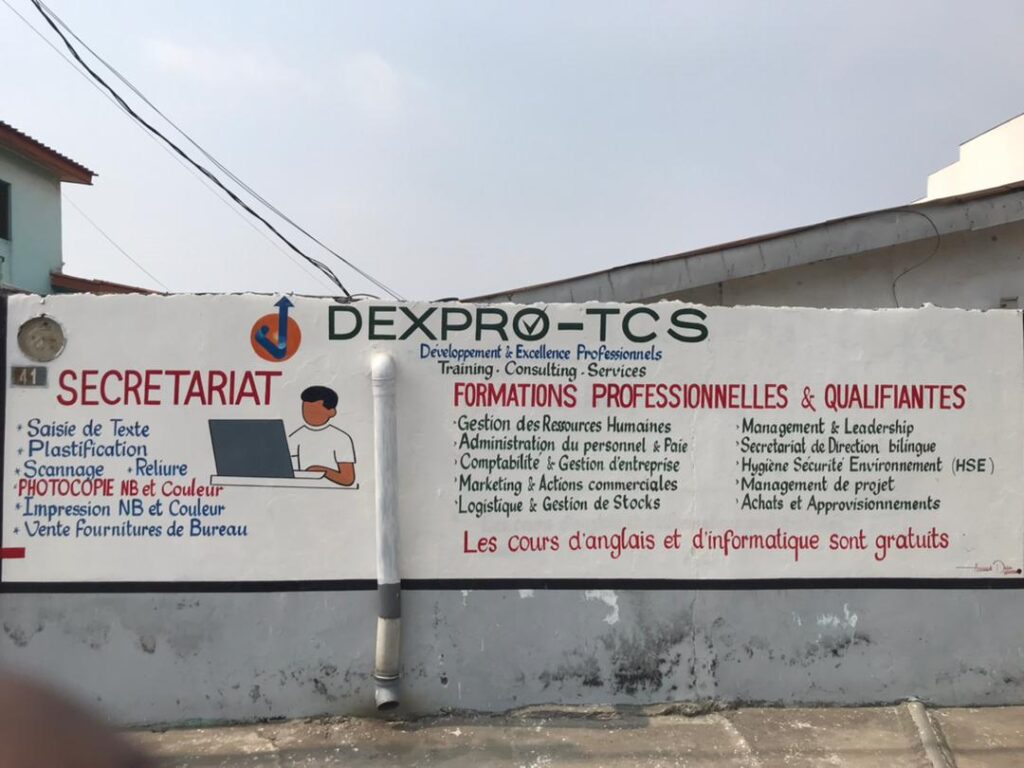 DEXPRO-TCS
Développement & Excellence Professionnels
Training . Consulting . Services
41
SECRETARIAT
* Saisie de Texte
* Plastification
* Scannage * Reliure
* PHOTOCOPIE NB et Couleur
* Impression NB et Couleur
* Vente Fournitures de Bureau
FORMATIONS PROFESSIONNELLES & QUALIFIANTES
Gestion des Ressources Humaines
Administration du personnel & Paie
Comptabilité & Gestion d'entreprise
Marketing & Actions commerciales
Logistique & Gestion de Stocks
Management & Leadership
Secrétariat de Direction bilingue
Hygiène Sécurité Environnement (HSE)
Management de projet
Achats et Approvisionnements
Les cours d'anglais et d'informatique sont gratuits